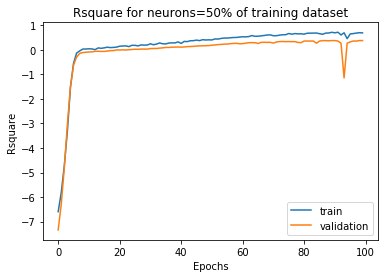 Rsquare for neurons=50% of training dataset
1
0
−1
−2
−3
−4
−5
−6
−7
Rsquare
train
validation
0 20 40 60 80 100
Epochs